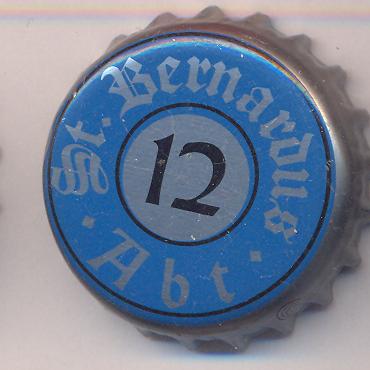 St. Bernardus
12
· Abt ·